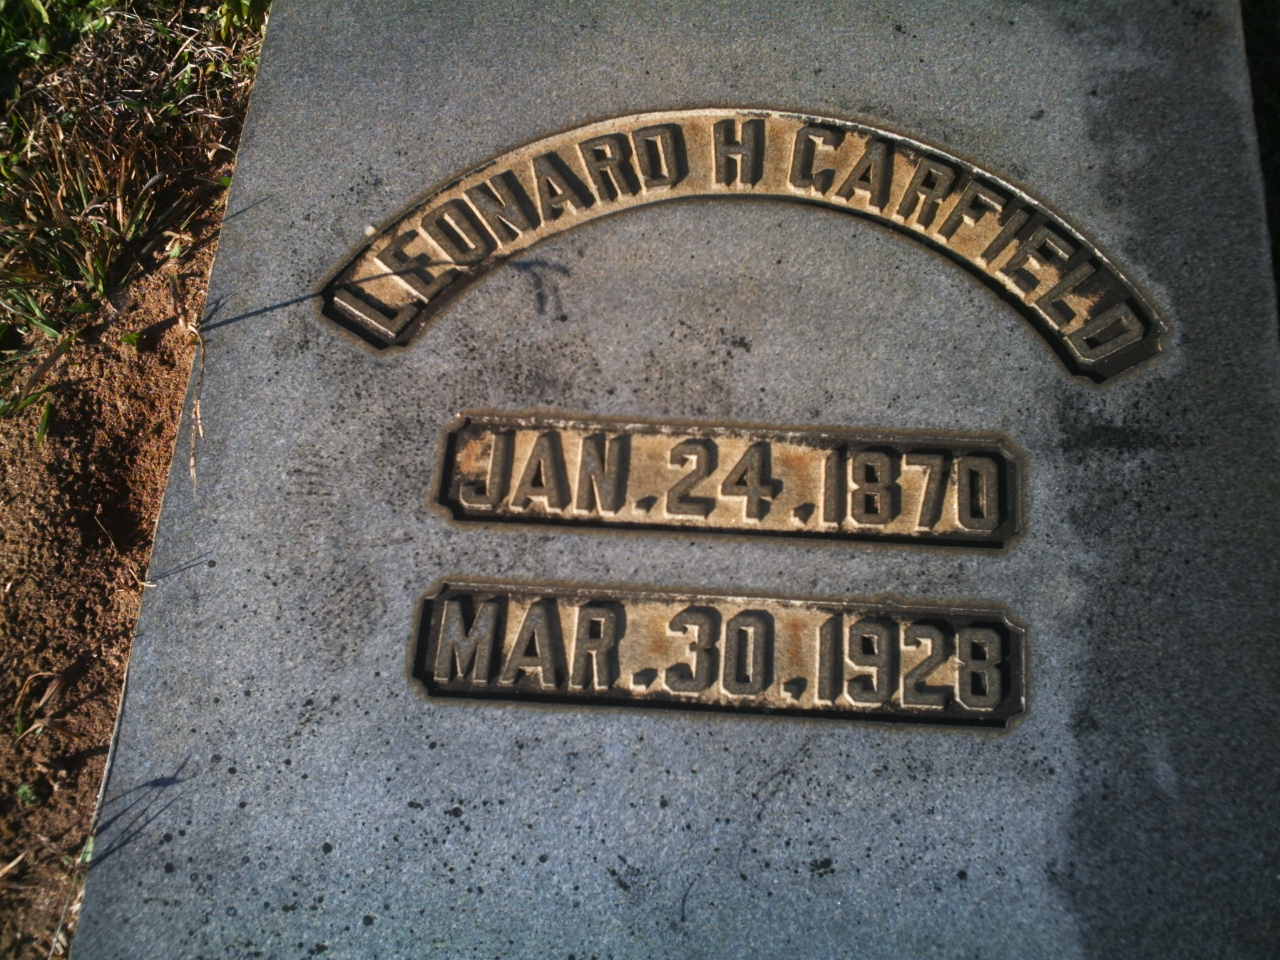 LEONARD H GARFIELD
JAN. 24. 1870
MAR. 30. 1928